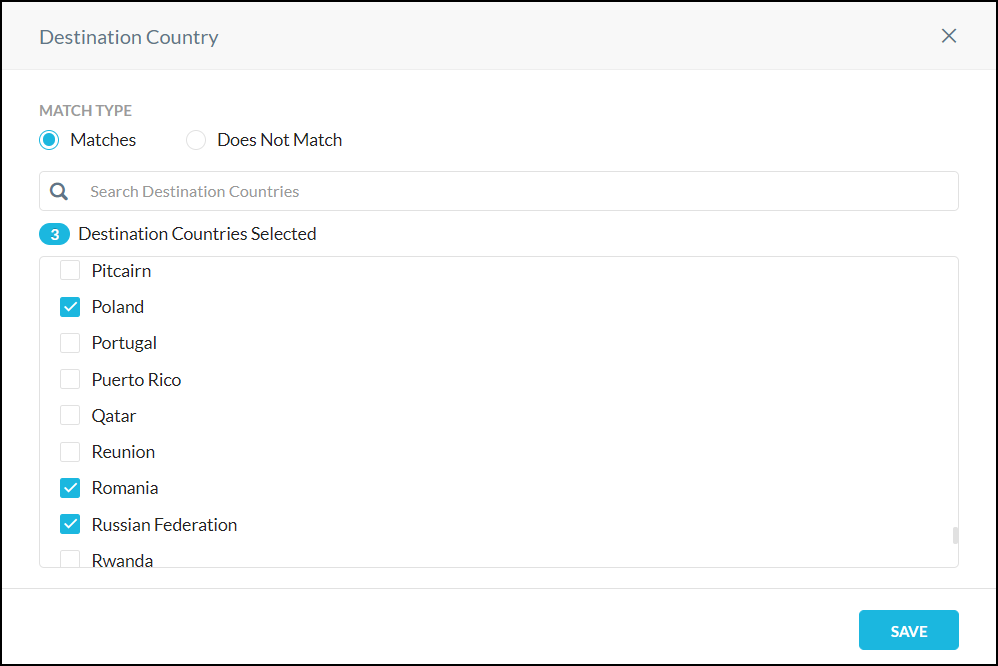 Destination Country
MATCH TYPE
Matches Does Not Match
Search Destination Countries
3 Destination Countries Selected
Pitcairn
Poland
Portugal
Puerto Rico
Qatar
Reunion
Romania
Russian Federation
Rwanda
SAVE